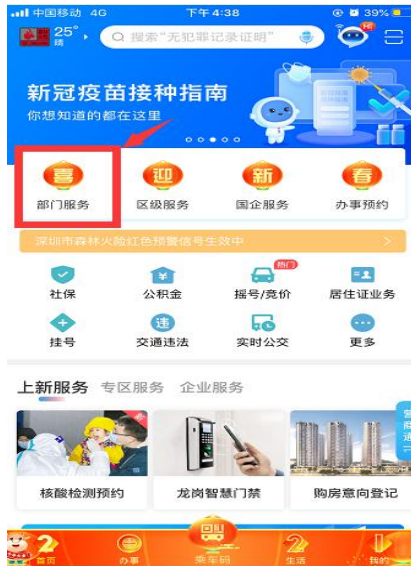 中国移动 4G 下午4:38 39%
25° 搜索“无犯罪记录证明” Hi
晴
新冠疫苗接种指南
你想知道的都在这里
喜 迎 新 春
部门服务 区级服务 国企服务 办事预约
深圳市森林火险红色预警信号生效中 >
热门
社保 公积金 摇号/竞价 居住证业务
违
挂号 交通违法 实时公交 更多
上新服务 专区服务 企业服务
核酸检测预约 龙岗智慧门禁 购房意向登记
首页 办事 乘车码 生活 我的